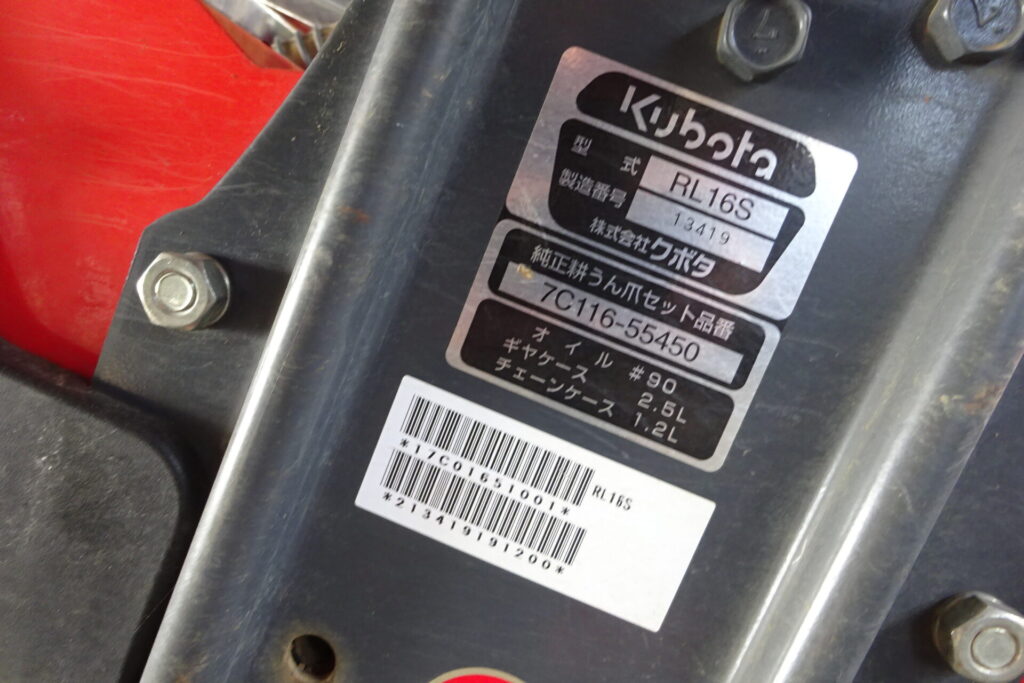 Kubota
型式 RL16S
製造番号 13419
株式会社クボタ
純正耕うん爪セット品番
7C116-55450
オイル #90
ギヤケース 2.5L
チェーンケース 1.2L
RL16S
*17C01651001*
*213419191200*